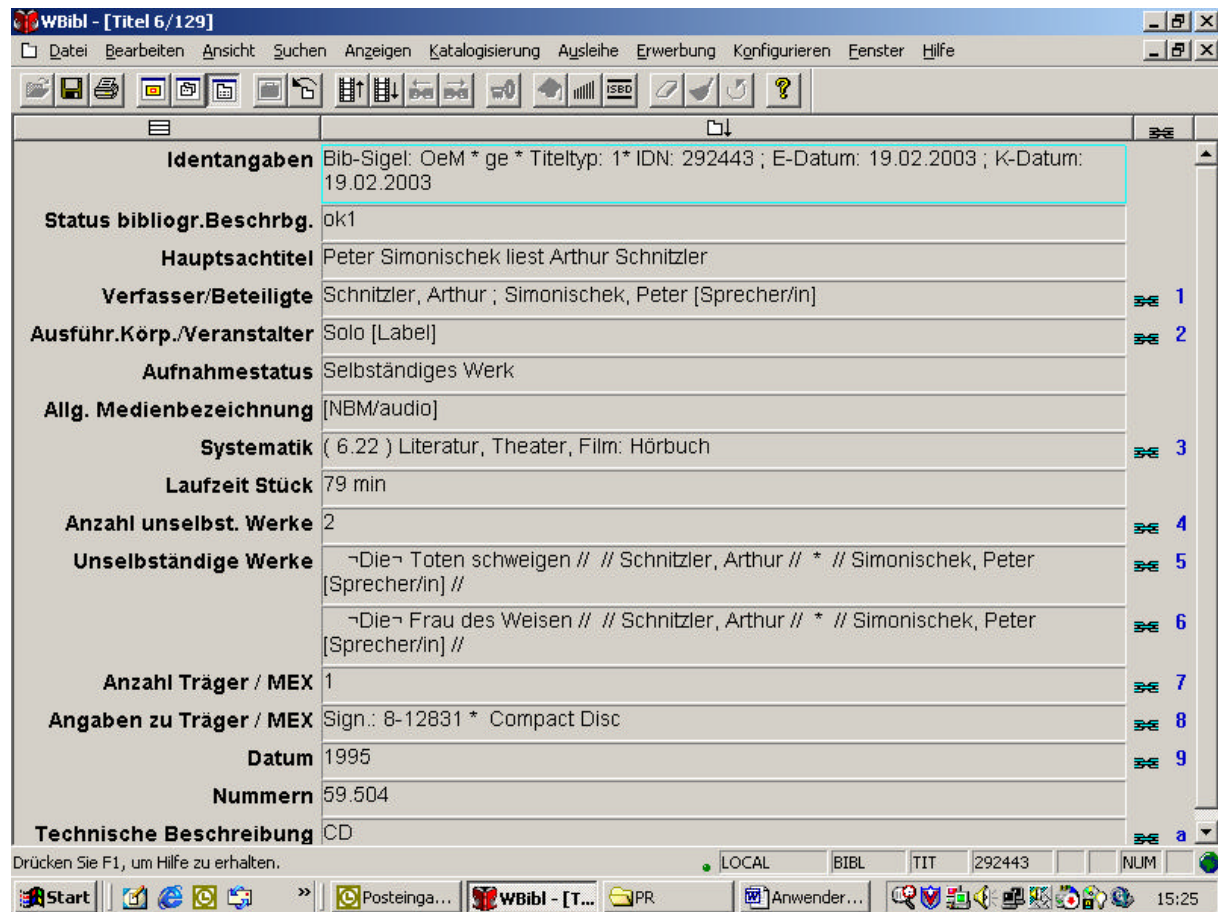 WBibl - [Titel 6/129]
Datei Bearbeiten Ansicht Suchen Anzeigen Katalogisierung Ausleihe Erwerbung Konfigurieren Fenster Hilfe
ISBD
Identangaben Bib-Sigel: OeM * ge * Titeltyp: 1* IDN: 292443 ; E-Datum: 19.02.2003 ; K-Datum:
19.02.2003
Status bibliogr.Beschrbg. ok1
Hauptsachtitel Peter Simonischek liest Arthur Schnitzler
Verfasser/Beteiligte Schnitzler, Arthur ; Simonischek, Peter [Sprecher/in] 1
Ausführ.Körp./Veranstalter Solo [Label] 2
Aufnahmestatus Selbständiges Werk
Allg. Medienbezeichnung [NBM/audio]
Systematik ( 6.22 ) Literatur, Theater, Film: Hörbuch 3
Laufzeit Stück 79 min
Anzahl unselbst. Werke 2 4
Unselbständige Werke ¬Die¬ Toten schweigen // // Schnitzler, Arthur // * // Simonischek, Peter 5
[Sprecher/in] //
¬Die¬ Frau des Weisen // // Schnitzler, Arthur // * // Simonischek, Peter 6
[Sprecher/in] //
Anzahl Träger / MEX 1 7
Angaben zu Träger / MEX Sign.: 8-12831 * Compact Disc 8
Datum 1995 9
Nummern 59.504
Technische Beschreibung CD a
Drücken Sie F1, um Hilfe zu erhalten. LOCAL BIBL TIT 292443 NUM
Start » Posteinga... WBibl - [T... PR Anwender... 15:25